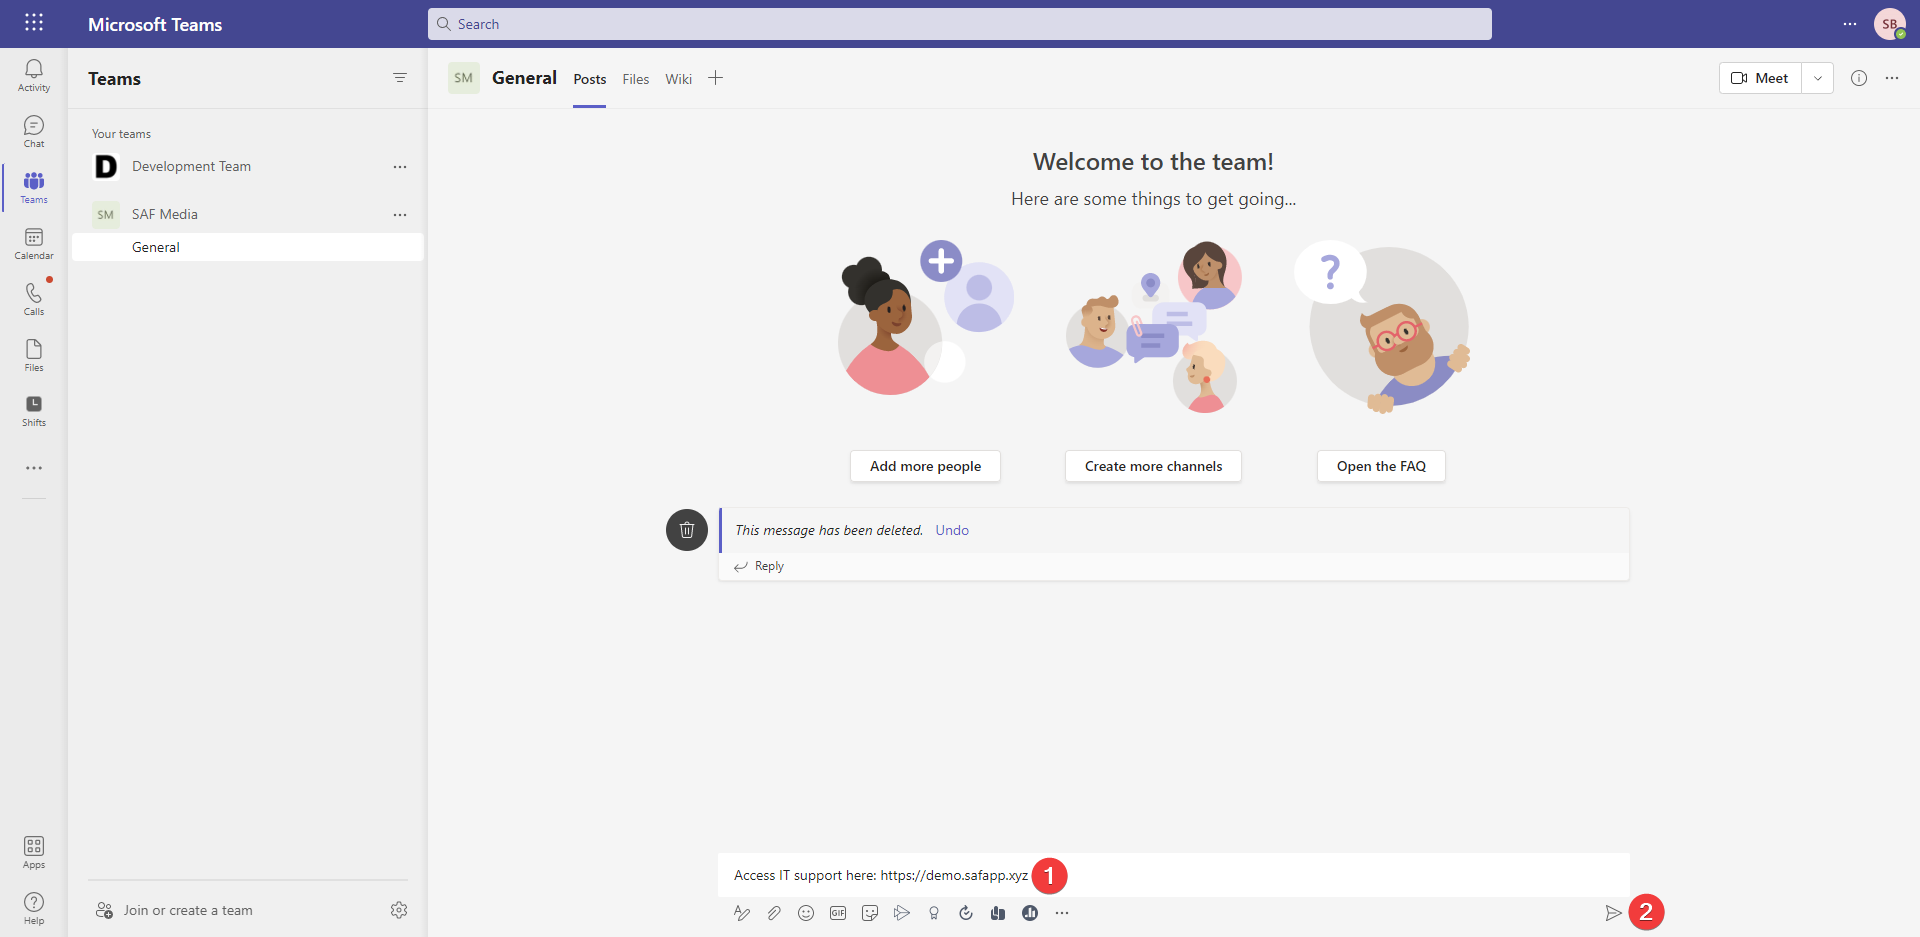 Microsoft Teams
Search
SB
Activity
Chat
Teams
Calendar
Calls
Files
Shifts
Apps
Help
Teams
Your teams
D
Development Team
SM
SAF Media
General
Join or create a team
SM
General
Posts
Files
Wiki
Meet
Welcome to the team!
Here are some things to get going...
?
Add more people
Create more channels
Open the FAQ
This message has been deleted. Undo
Reply
Access IT support here: https://demo.safapp.xyz
1
GIF
2